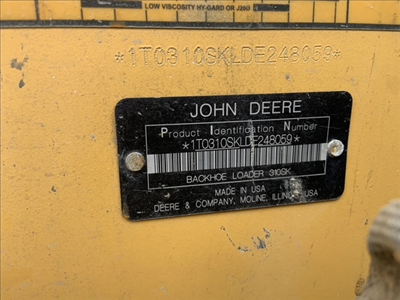 LOW VISCOSITY HY-GARD OR J20D
*1T0310SKLDE248059*
JOHN DEERE
Product Identification Number
*1T0310SKLDE248059*
BACKHOE LOADER 310SK
MADE IN USA
DEERE & COMPANY, MOLINE, ILLINOIS, USA